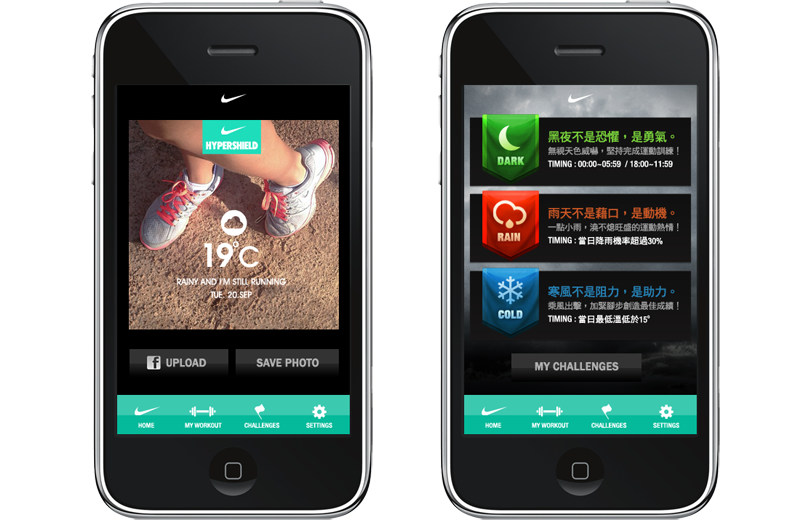 HYPERSHIELD
19°C
RAINY AND I'M STILL RUNNING
TUE 20.SEP
UPLOAD
SAVE PHOTO
HOME
MY WORKOUT
CHALLENGES
SETTINGS
DARK
黑夜不是恐懼，是勇氣。
無視天色威嚇，堅持完成運動訓練！
TIMING : 00:00~05:59 / 18:00~11:59
RAIN
雨天不是藉口，是動機。
一點小雨，澆不熄旺盛的運動熱情！
TIMING : 當日降雨機率超過30%
COLD
寒風不是阻力，是助力。
乘風出擊，加緊腳步創造最佳成績！
TIMING : 當日最低溫低於15°
MY CHALLENGES
HOME
MY WORKOUT
CHALLENGES
SETTINGS